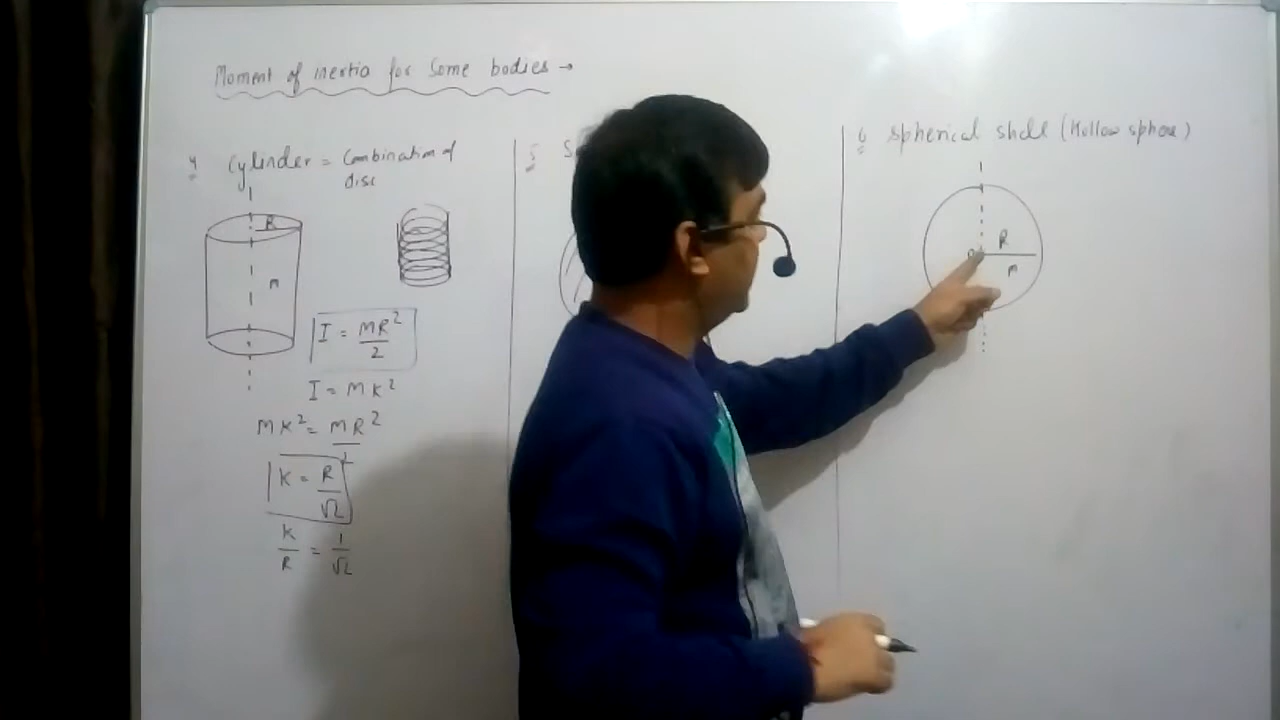 Moment of inertia for Some bodies →
4 Cylinder = Combination of
disc
R
m
I = MR²/2
I = MK²
MK² = MR²/2
K = R/√2
K/R = 1/√2
5 S
6 Spherical shell (Hollow sphere)
R
m